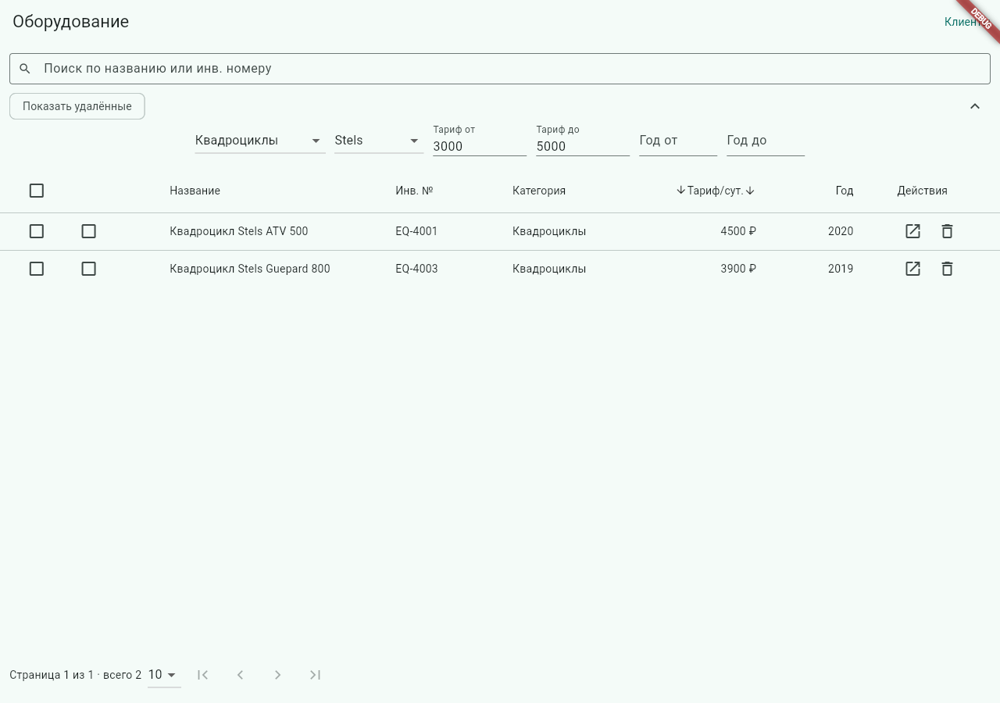 Оборудование
Клиент
DEBUG
Поиск по названию или инв. номеру
Показать удалённые
Квадроциклы Stels Тариф от 3000 Тариф до 5000 Год от Год до
Название Инв. № Категория Тариф/сут. Год Действия
Квадроцикл Stels ATV 500 EQ-4001 Квадроциклы 4500 ₽ 2020
Квадроцикл Stels Guepard 800 EQ-4003 Квадроциклы 3900 ₽ 2019
Страница 1 из 1 · всего 2 10